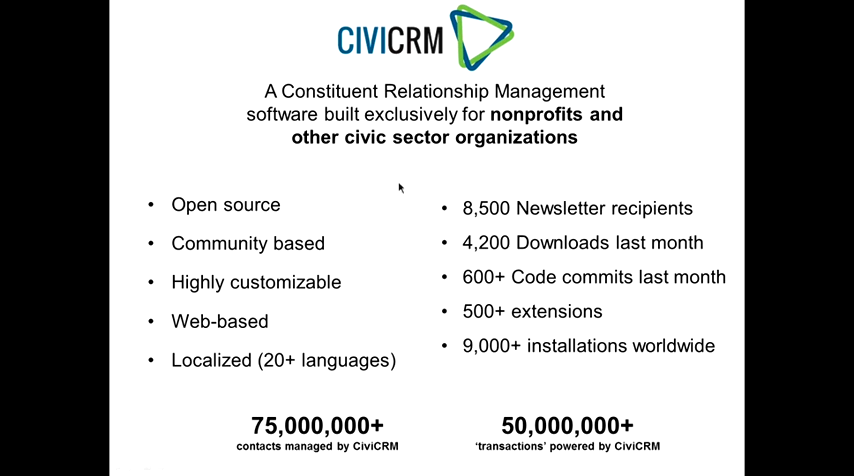 CIVICRM
A Constituent Relationship Management
software built exclusively for nonprofits and
other civic sector organizations
• Open source
• Community based
• Highly customizable
• Web-based
• Localized (20+ languages)
• 8,500 Newsletter recipients
• 4,200 Downloads last month
• 600+ Code commits last month
• 500+ extensions
• 9,000+ installations worldwide
75,000,000+
contacts managed by CiviCRM
50,000,000+
‘transactions’ powered by CiviCRM